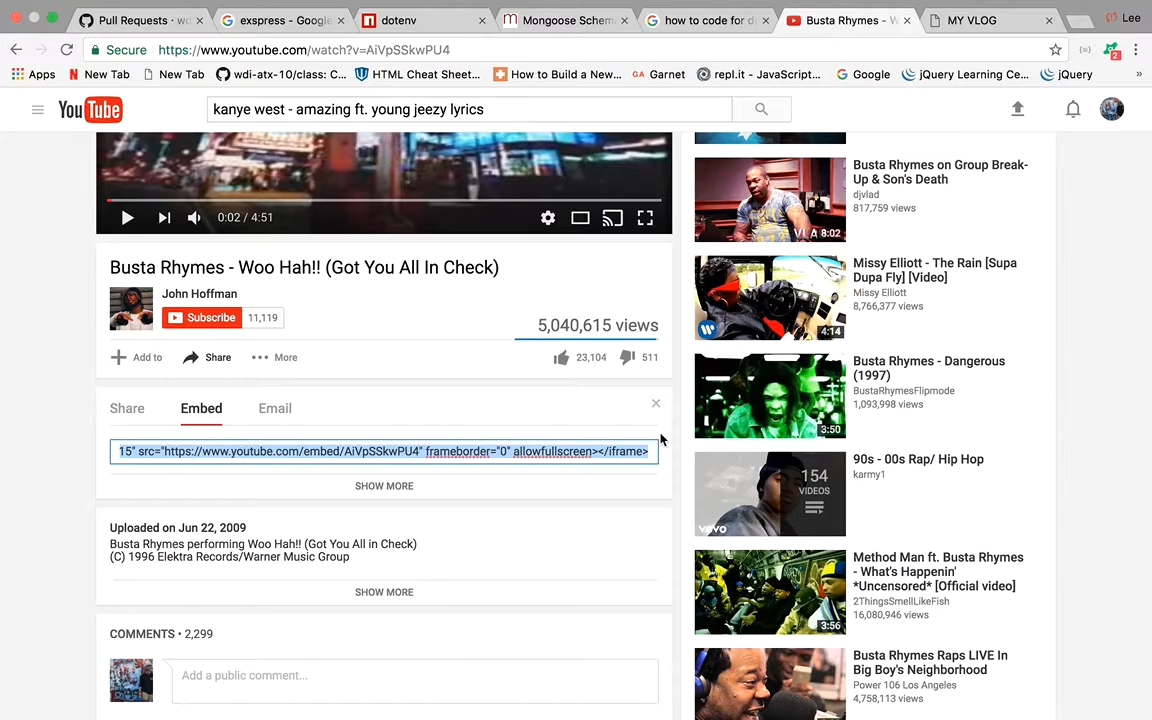 Pull Requests · wd
exspress - Google
dotenv
Mongoose Schem
how to code for de
Busta Rhymes - W
MY VLOG
Lee
Secure
https://www.youtube.com/watch?v=AiVpSSkwPU4
2
Apps
New Tab
New Tab
wdi-atx-10/class: C...
HTML Cheat Sheet...
How to Build a New...
GA Garnet
repl.it - JavaScript...
Google
jQuery Learning Ce...
jQuery
»
YouTube
kanye west - amazing ft. young jeezy lyrics
0:02 / 4:51
Busta Rhymes - Woo Hah!! (Got You All In Check)
John Hoffman
Subscribe 11,119
5,040,615 views
Add to
Share
More
23,104
511
Share
Embed
Email
15" src="https://www.youtube.com/embed/AiVpSSkwPU4" frameborder="0" allowfullscreen></iframe>
SHOW MORE
Uploaded on Jun 22, 2009
Busta Rhymes performing Woo Hah!! (Got You All in Check)
(C) 1996 Elektra Records/Warner Music Group
SHOW MORE
COMMENTS • 2,299
Add a public comment...
8:02
Busta Rhymes on Group Break-
Up & Son's Death
djvlad
817,759 views
4:14
Missy Elliott - The Rain [Supa
Dupa Fly] [Video]
Missy Elliott
8,766,377 views
3:50
Busta Rhymes - Dangerous
(1997)
BustaRhymesFlipmode
1,093,998 views
154
VIDEOS
vevo
90s - 00s Rap/ Hip Hop
karmy1
3:56
Method Man ft. Busta Rhymes
- What's Happenin'
*Uncensored* [Official video]
2ThingsSmellLikeFish
16,080,946 views
Busta Rhymes Raps LIVE In
Big Boy's Neighborhood
Power 106 Los Angeles
4,758,113 views